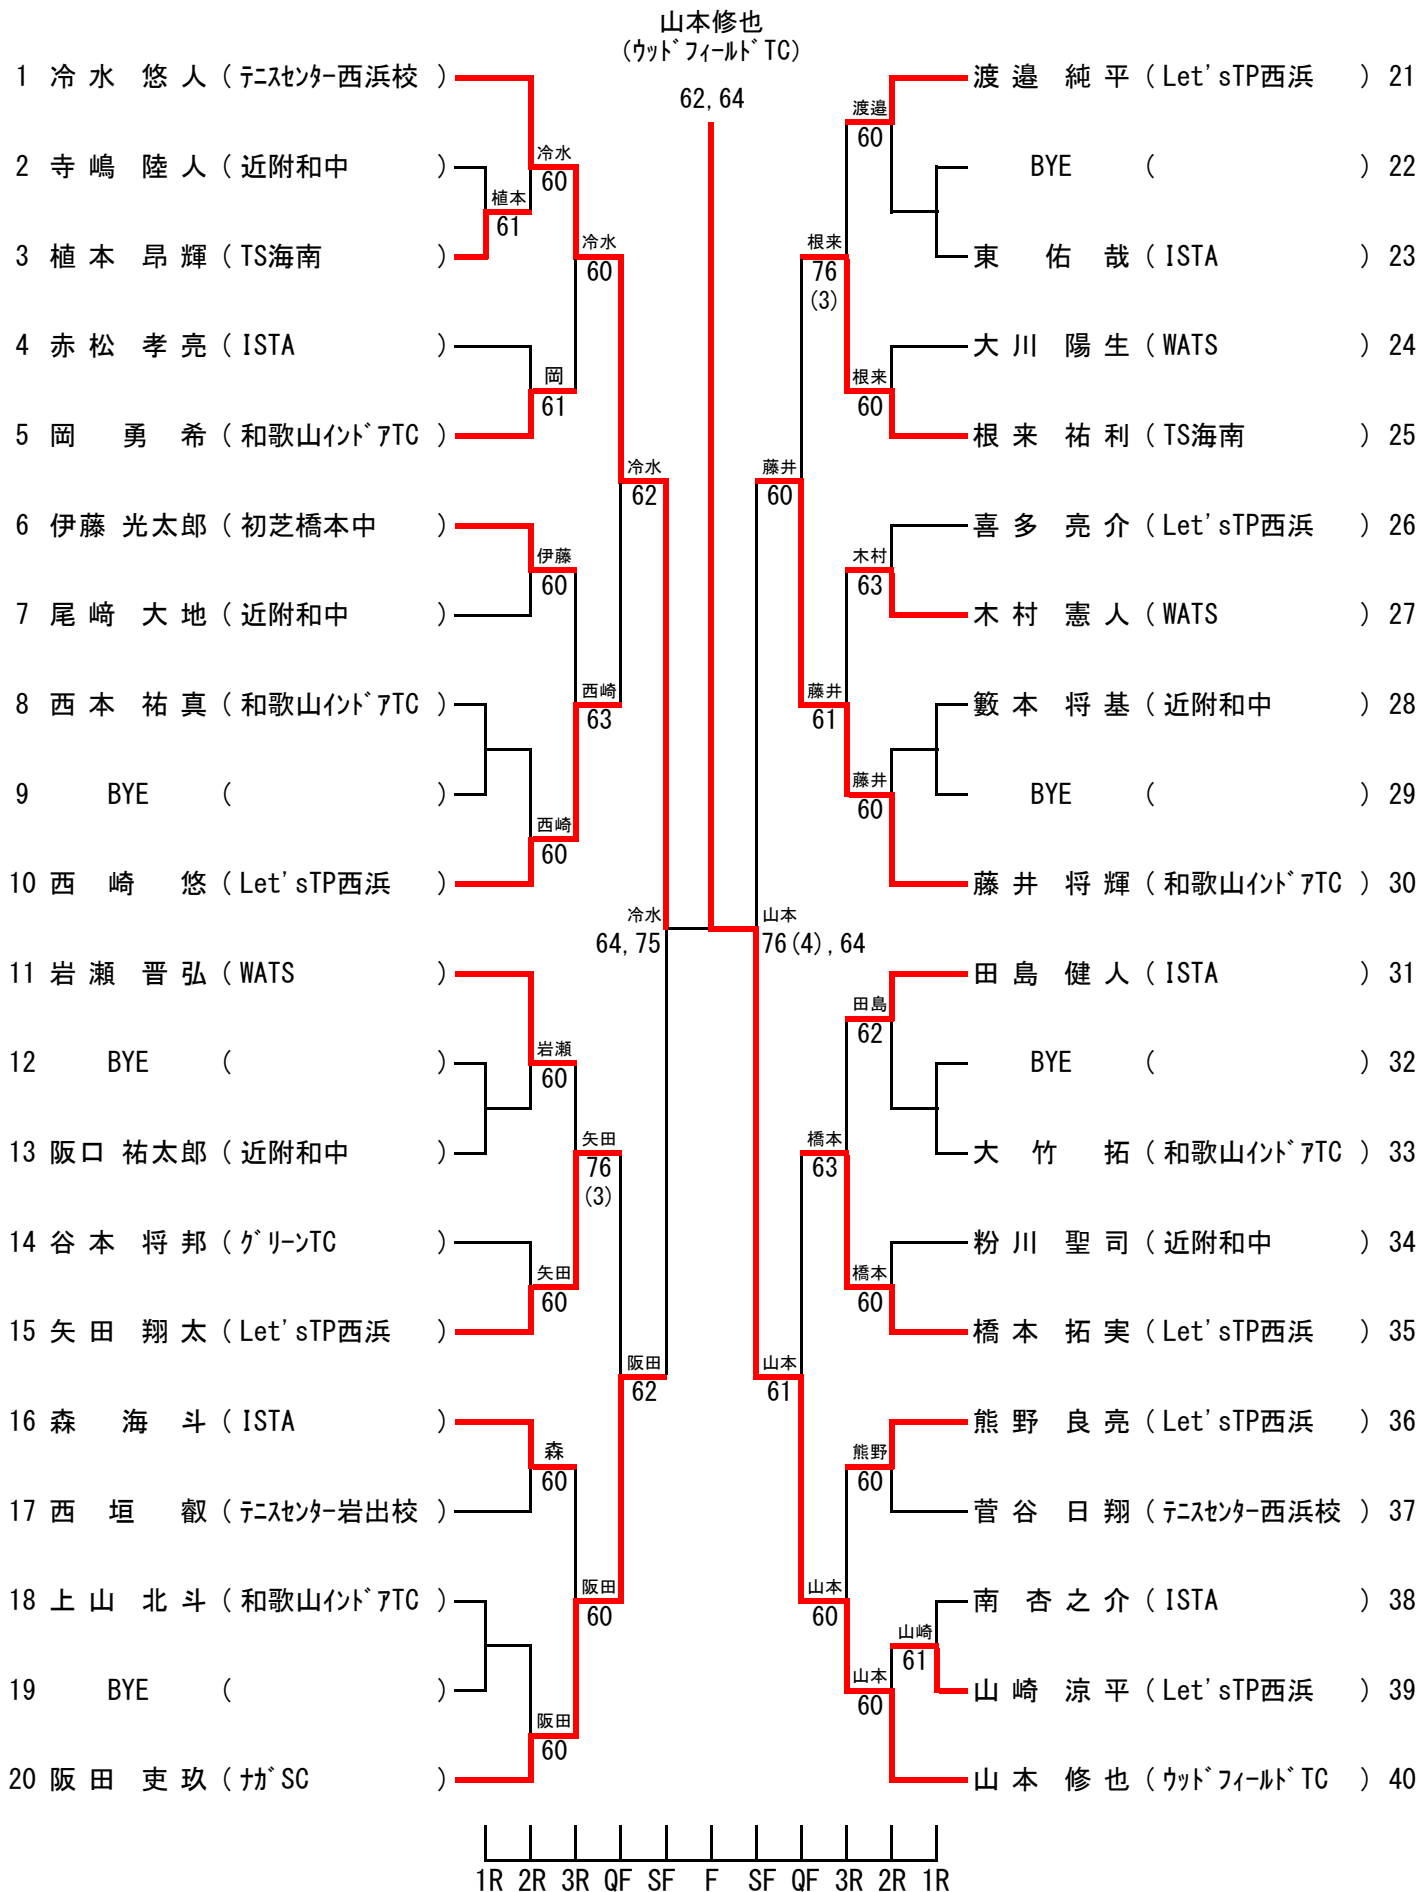 山本修也
(ｳｯﾄﾞﾌｨｰﾙﾄﾞTC)
62,64
1 冷水 悠人 (ﾃﾆｽｾﾝﾀｰ西浜校)
2 寺嶋 陸人 (近附和中)
3 植本 昂輝 (TS海南)
4 赤松 孝亮 (ISTA)
5 岡 勇希 (和歌山ｲﾝﾄﾞｱTC)
6 伊藤 光太郎 (初芝橋本中)
7 尾﨑 大地 (近附和中)
8 西本 祐真 (和歌山ｲﾝﾄﾞｱTC)
9 BYE ( )
10 西崎 悠 (Let'sTP西浜)
11 岩瀬 晋弘 (WATS)
12 BYE ( )
13 阪口 祐太郎 (近附和中)
14 谷本 将邦 (ｸﾞﾘｰﾝTC)
15 矢田 翔太 (Let'sTP西浜)
16 森 海斗 (ISTA)
17 西垣 叡 (ﾃﾆｽｾﾝﾀｰ岩出校)
18 上山 北斗 (和歌山ｲﾝﾄﾞｱTC)
19 BYE ( )
20 阪田 吏玖 (ﾅｶﾞSC)
植本
61
冷水
60
岡
61
伊藤
60
西崎
60
岩瀬
60
矢田
60
森
60
阪田
60
冷水
60
西崎
63
矢田
76
(3)
阪田
60
冷水
62
阪田
62
冷水
64,75
山本
76(4),64
藤井
60
山本
61
根来
76
(3)
藤井
61
橋本
63
山本
60
渡邉
60
根来
60
木村
63
藤井
60
田島
62
橋本
60
熊野
60
山本
60
山崎
61
渡邉 純平 (Let'sTP西浜) 21
BYE ( ) 22
東 佑哉 (ISTA) 23
大川 陽生 (WATS) 24
根来 祐利 (TS海南) 25
喜多 亮介 (Let'sTP西浜) 26
木村 憲人 (WATS) 27
籔本 将基 (近附和中) 28
BYE ( ) 29
藤井 将輝 (和歌山ｲﾝﾄﾞｱTC) 30
田島 健人 (ISTA) 31
BYE ( ) 32
大竹 拓 (和歌山ｲﾝﾄﾞｱTC) 33
粉川 聖司 (近附和中) 34
橋本 拓実 (Let'sTP西浜) 35
熊野 良亮 (Let'sTP西浜) 36
菅谷 日翔 (ﾃﾆｽｾﾝﾀｰ西浜校) 37
南 杏之介 (ISTA) 38
山崎 涼平 (Let'sTP西浜) 39
山本 修也 (ｳｯﾄﾞﾌｨｰﾙﾄﾞTC) 40
1R 2R 3R QF SF F SF QF 3R 2R 1R